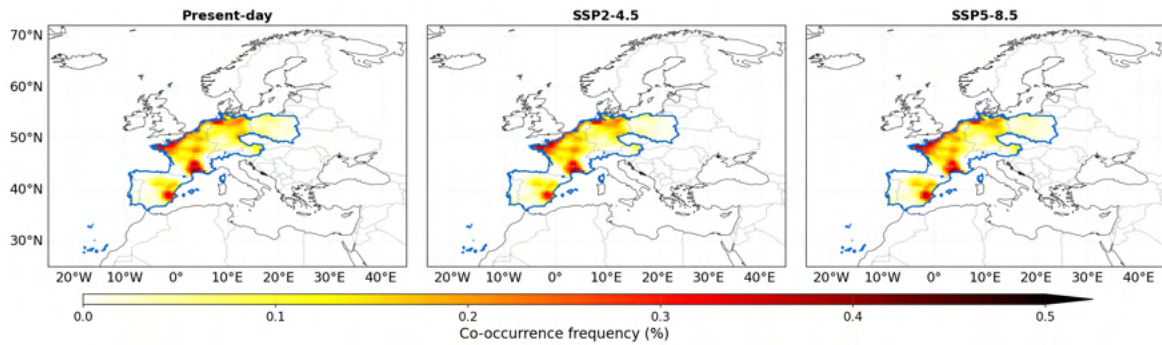 Present-day SSP2-4.5 SSP5-8.5
70°N
60°N
50°N
40°N
30°N
20°W 10°W 0° 10°E 20°E 30°E 40°E 20°W 10°W 0° 10°E 20°E 30°E 40°E 20°W 10°W 0° 10°E 20°E 30°E 40°E
0.0 0.1 0.2 0.3 0.4 0.5
Co-occurrence frequency (%)